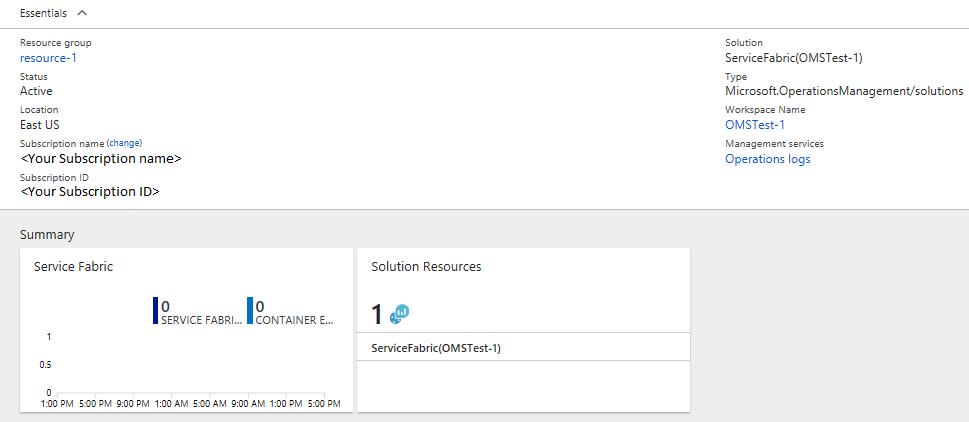 Essentials
Resource group
resource-1
Status
Active
Location
East US
Subscription name (change)
<Your Subscription name>
Subscription ID
<Your Subscription ID>
Solution
ServiceFabric(OMSTest-1)
Type
Microsoft.OperationsManagement/solutions
Workspace Name
OMSTest-1
Management services
Operations logs
Summary
Service Fabric
0
SERVICE FABRI...
0
CONTAINER E...
1
0.5
0
1:00 PM 5:00 PM 9:00 PM 1:00 AM 5:00 AM 9:00 AM 1:00 PM 5:00 PM
Solution Resources
1
ServiceFabric(OMSTest-1)